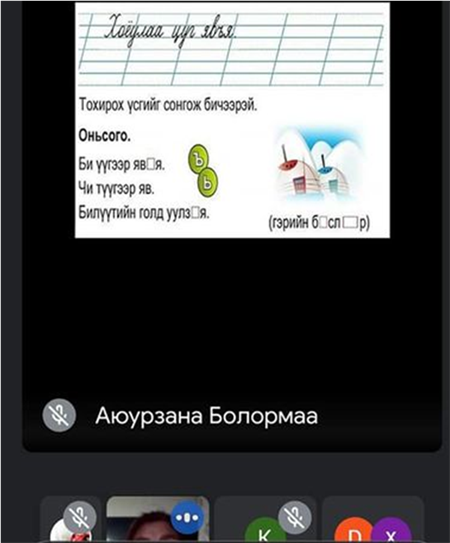 Хоёулаа цуг явъя.
Тохирох үсгийг сонгож бичээрэй.
Оньсого.
Би үүгээр яв□я.
Чи түүгээр яв.
Билүүтийн голд уулз□я.
ъ
ь
(гэрийн б□сл□р)
Аюурзана Болормаа
K
D
X